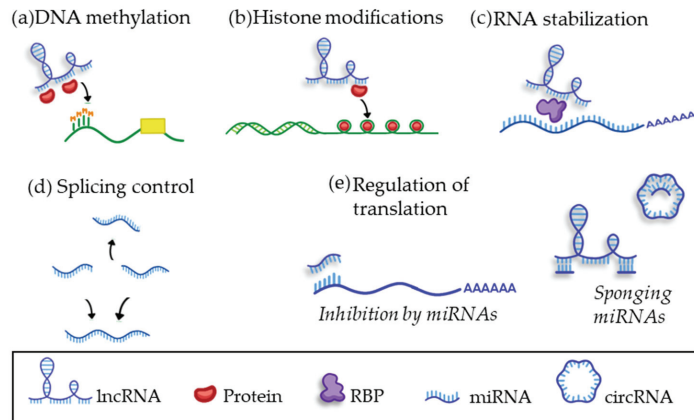 (a)DNA methylation
(b)Histone modifications
(c)RNA stabilization
AAAAA
(d) Splicing control
(e) Regulation of
translation
AAAAAA
Inhibition by miRNAs
Sponging
miRNAs
lncRNA
Protein
RBP
miRNA
circRNA